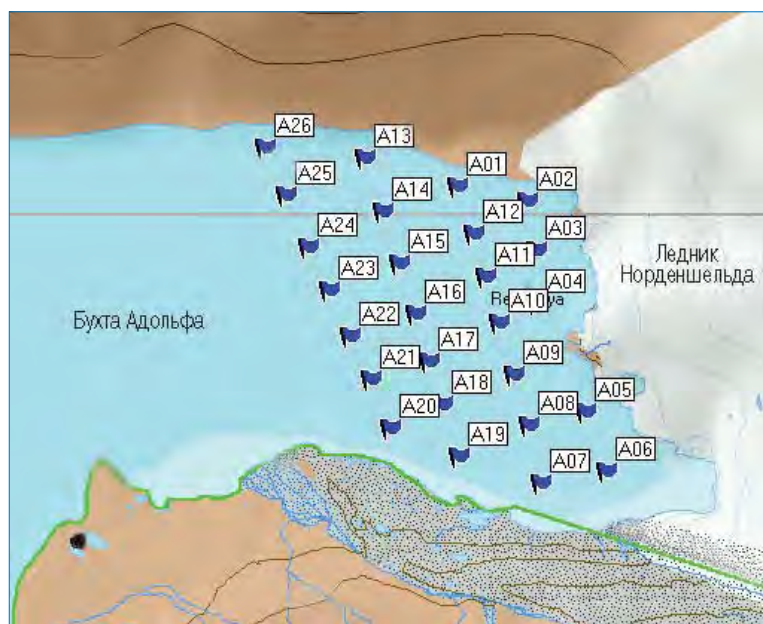 A26
A13
A01
A02
A25
A14
A12
A24
A15
A11
A03
Ледник
Норденшельда
A23
A04
A16
A10
Бухта Адольфа
A22
A17
A21
A09
A18
A05
A20
A08
A19
A06
A07